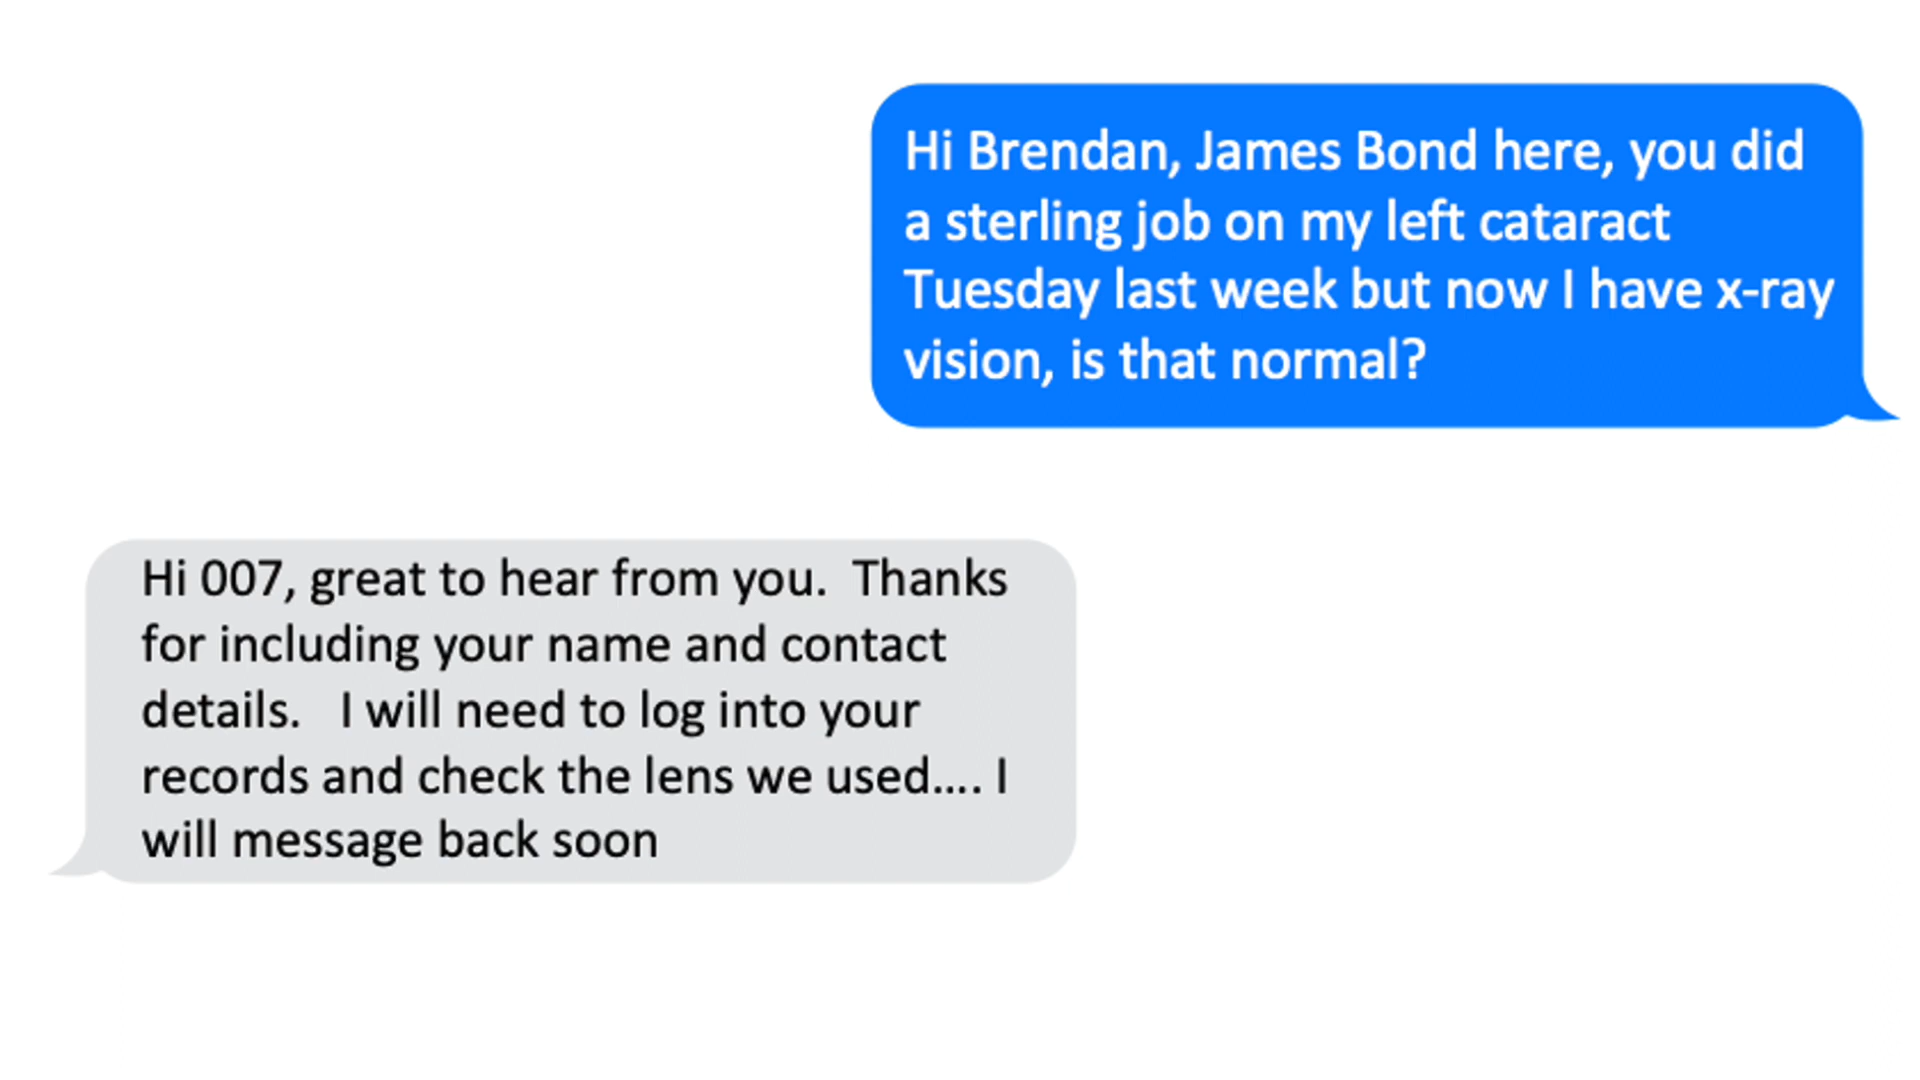 Hi Brendan, James Bond here, you did
a sterling job on my left cataract
Tuesday last week but now I have x-ray
vision, is that normal?
Hi 007, great to hear from you.  Thanks
for including your name and contact
details.   I will need to log into your
records and check the lens we used.... I
will message back soon